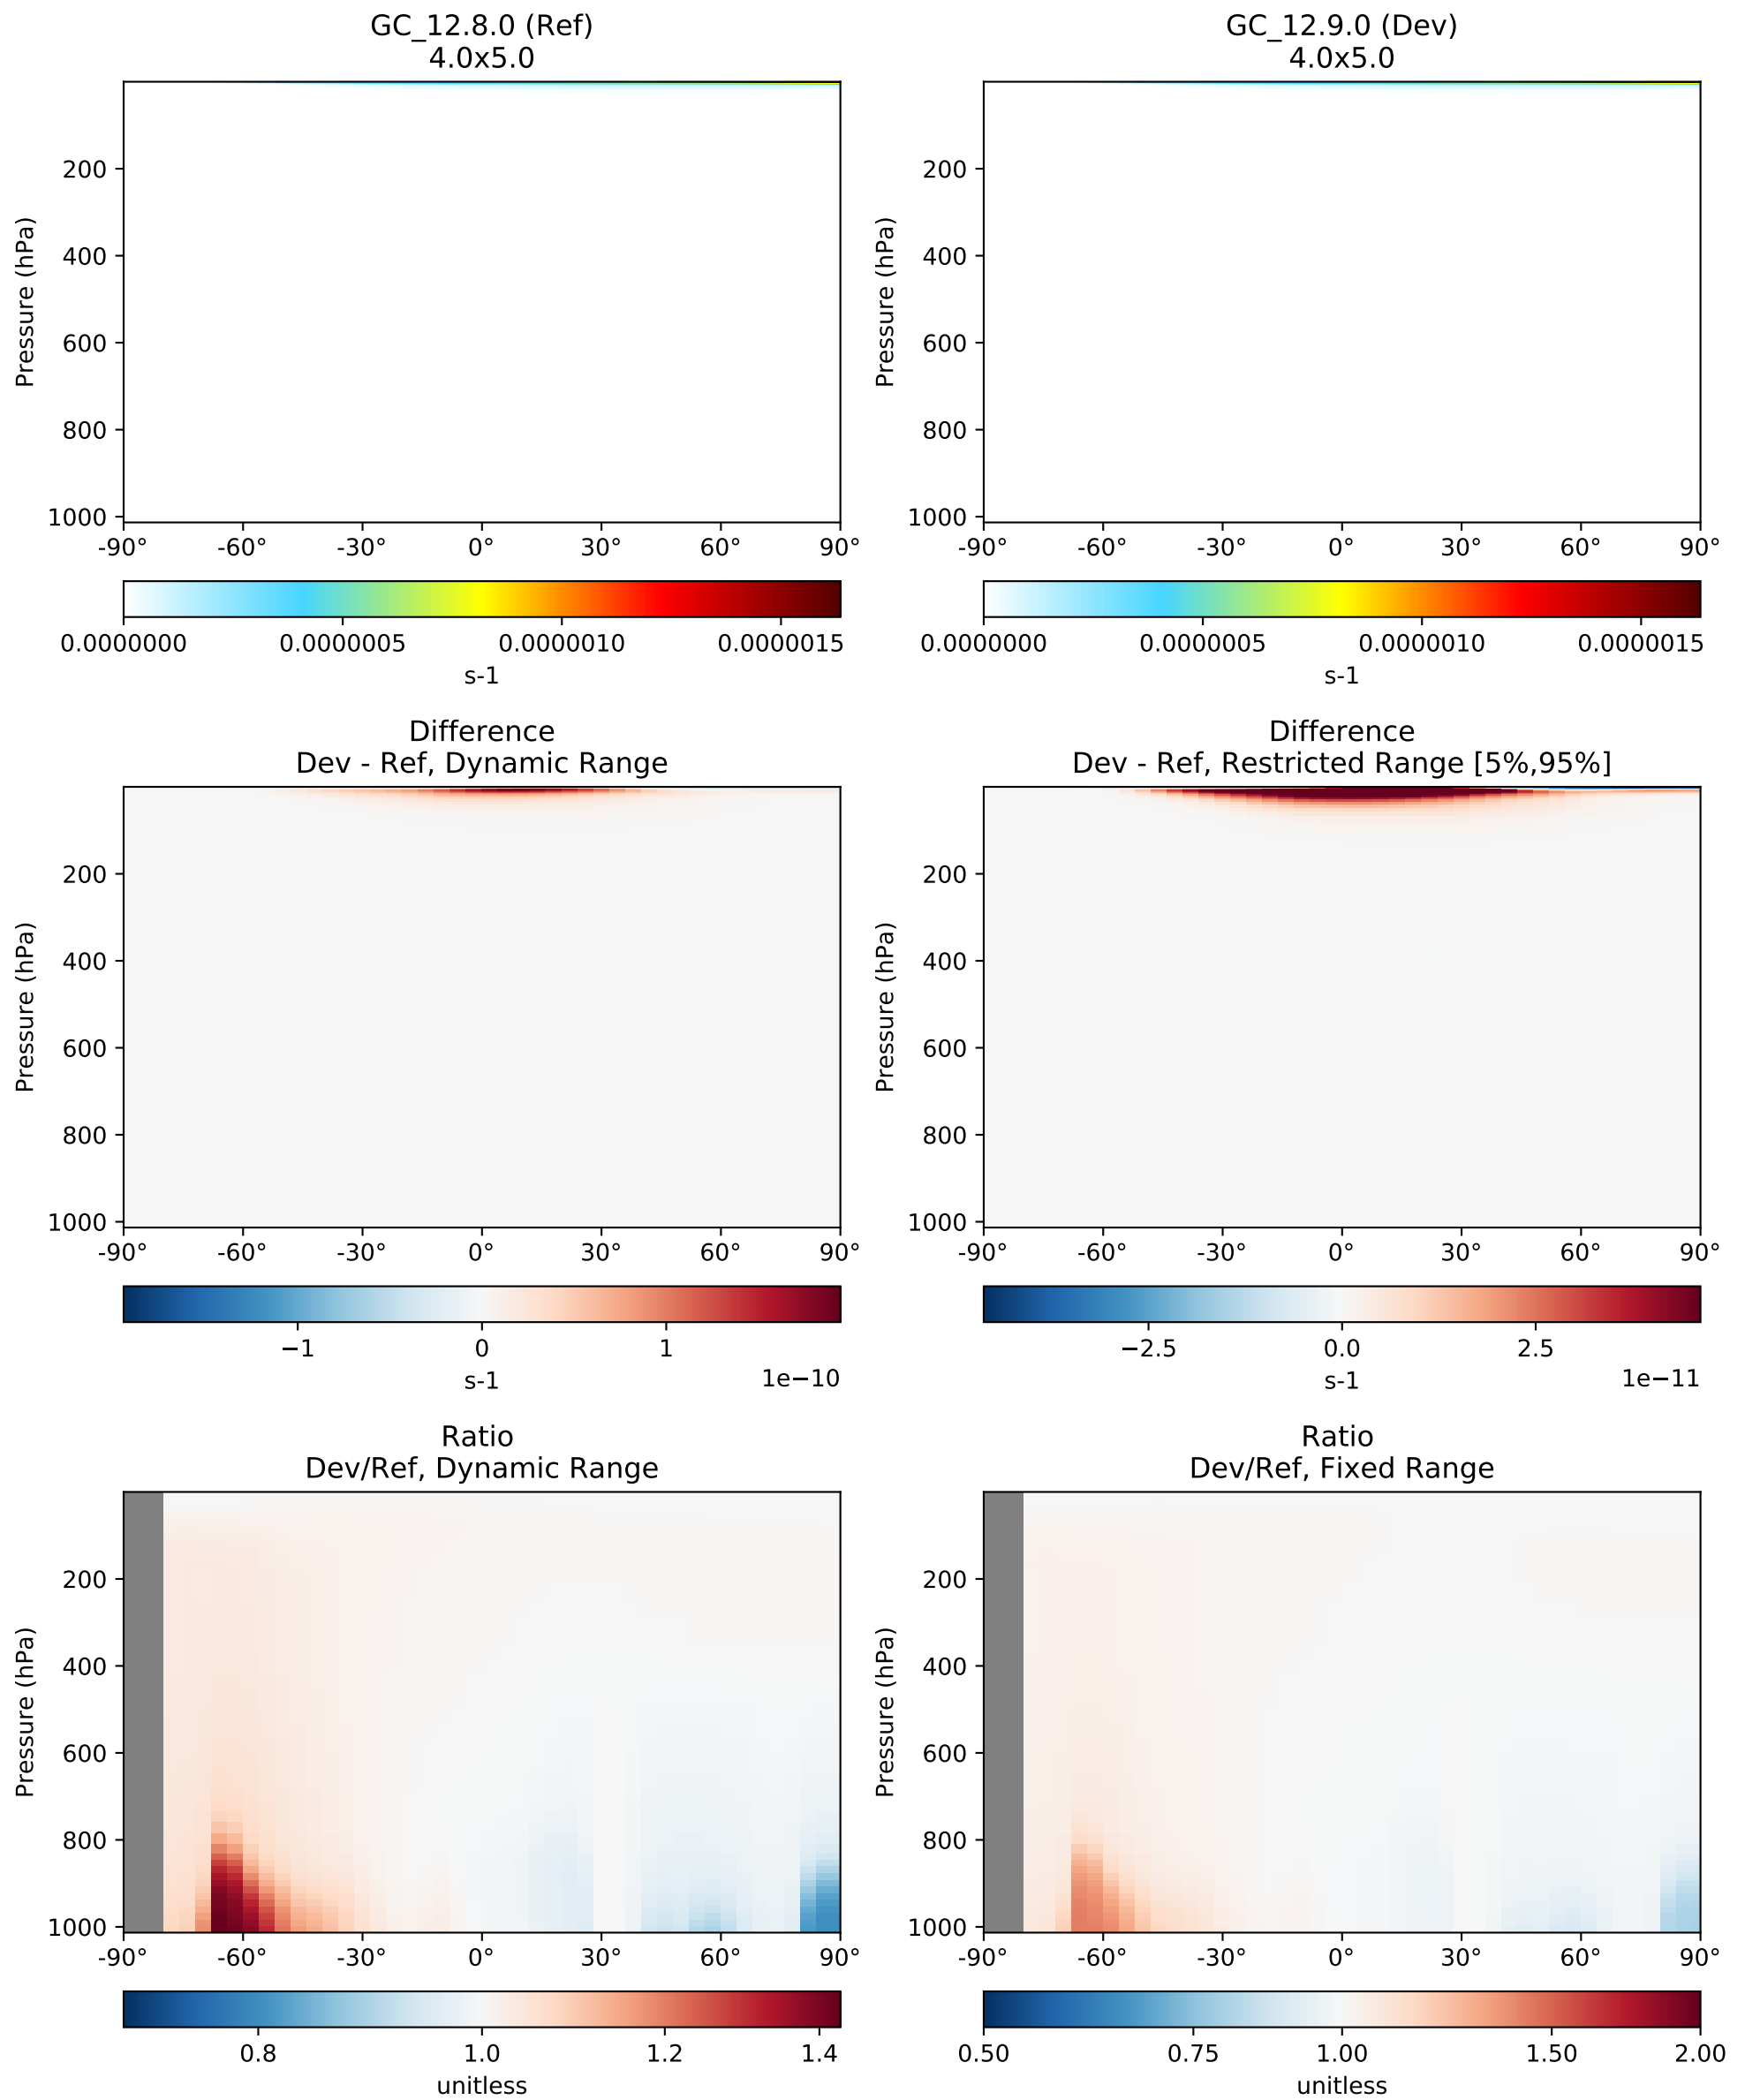 GC_12.8.0 (Ref)
4.0x5.0
Pressure (hPa)
200
400
600
800
1000
-90° -60° -30° 0° 30° 60° 90°
0.0000000 0.0000005 0.0000010 0.0000015
s-1
GC_12.9.0 (Dev)
4.0x5.0
Pressure (hPa)
200
400
600
800
1000
-90° -60° -30° 0° 30° 60° 90°
0.0000000 0.0000005 0.0000010 0.0000015
s-1
Difference
Dev - Ref, Dynamic Range
Pressure (hPa)
200
400
600
800
1000
-90° -60° -30° 0° 30° 60° 90°
−1 0 1
s-1
1e−10
Difference
Dev - Ref, Restricted Range [5%,95%]
Pressure (hPa)
200
400
600
800
1000
-90° -60° -30° 0° 30° 60° 90°
−2.5 0.0 2.5
s-1
1e−11
Ratio
Dev/Ref, Dynamic Range
Pressure (hPa)
200
400
600
800
1000
-90° -60° -30° 0° 30° 60° 90°
0.8 1.0 1.2 1.4
unitless
Ratio
Dev/Ref, Fixed Range
Pressure (hPa)
200
400
600
800
1000
-90° -60° -30° 0° 30° 60° 90°
0.50 0.75 1.00 1.50 2.00
unitless